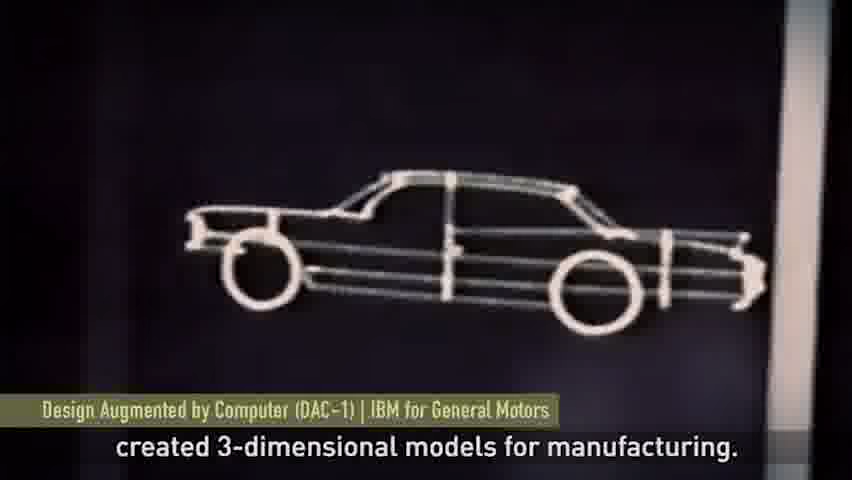 Design Augmented by Computer (DAC-1) | IBM for General Motors
created 3-dimensional models for manufacturing.